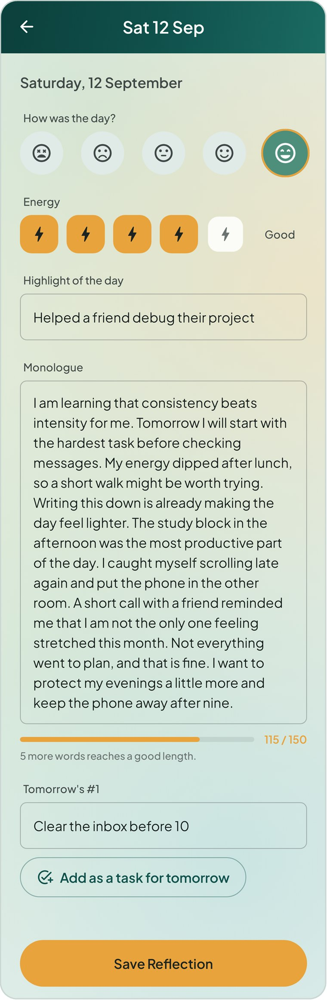 Sat 12 Sep
Saturday, 12 September
How was the day?
Energy
Good
Highlight of the day
Helped a friend debug their project
Monologue
I am learning that consistency beats
intensity for me. Tomorrow I will start with
the hardest task before checking
messages. My energy dipped after lunch,
so a short walk might be worth trying.
Writing this down is already making the
day feel lighter. The study block in the
afternoon was the most productive part
of the day. I caught myself scrolling late
again and put the phone in the other
room. A short call with a friend reminded
me that I am not the only one feeling
stretched this month. Not everything
went to plan, and that is fine. I want to
protect my evenings a little more and
keep the phone away after nine.
115 / 150
5 more words reaches a good length.
Tomorrow's #1
Clear the inbox before 10
Add as a task for tomorrow
Save Reflection